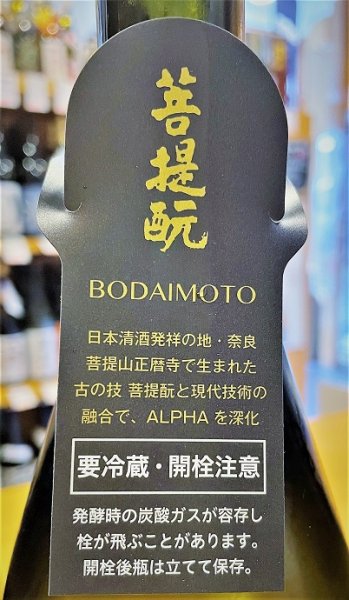 菩提酛
BODAIMOTO
日本清酒発祥の地・奈良
菩提山正暦寺で生まれた
古の技 菩提酛と現代技術の
融合で、ALPHA を深化
要冷蔵・開栓注意
発酵時の炭酸ガスが容存し
栓が飛ぶことがあります。
開栓後瓶は立てて保存。